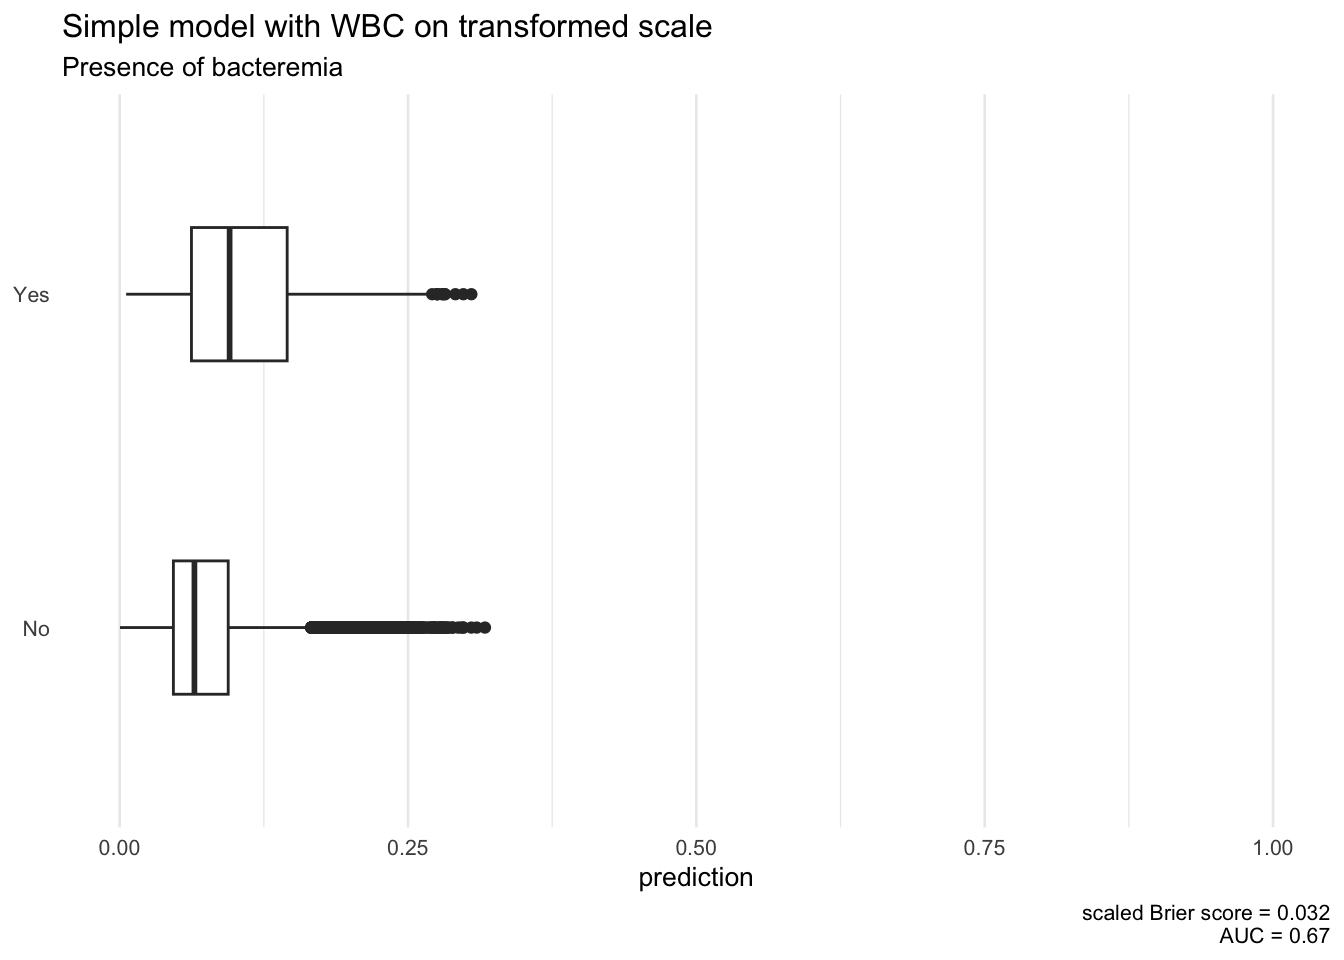 Simple model with WBC on transformed scale
Presence of bacteremia
Yes
No
0.00 0.25 0.50 0.75 1.00
prediction
scaled Brier score = 0.032
AUC = 0.67